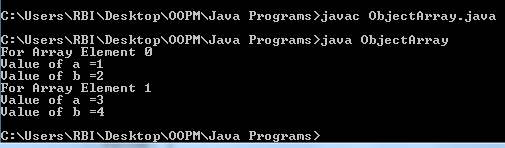 C:\Users\RBI\Desktop\OOPM\Java Programs>javac ObjectArray.java
C:\Users\RBI\Desktop\OOPM\Java Programs>java ObjectArray
For Array Element 0
Value of a =1
Value of b =2
For Array Element 1
Value of a =3
Value of b =4
C:\Users\RBI\Desktop\OOPM\Java Programs>